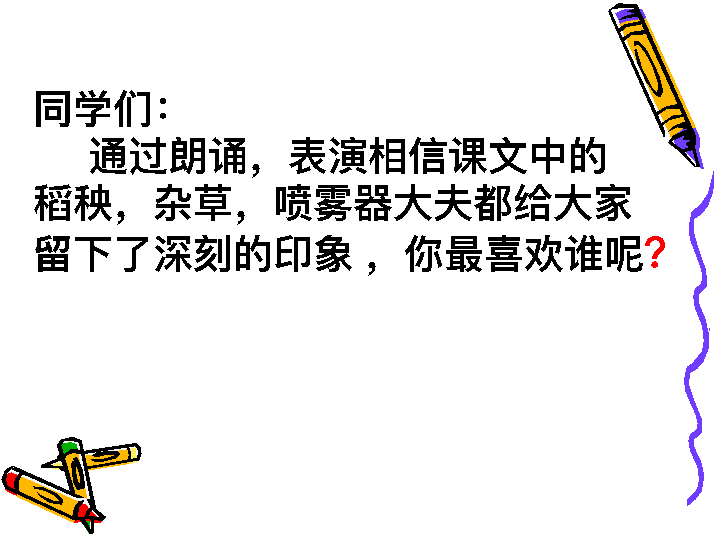 同学们：
通过朗诵，表演相信课文中的
稻秧，杂草，喷雾器大夫都给大家
留下了深刻的印象 ，你最喜欢谁呢?